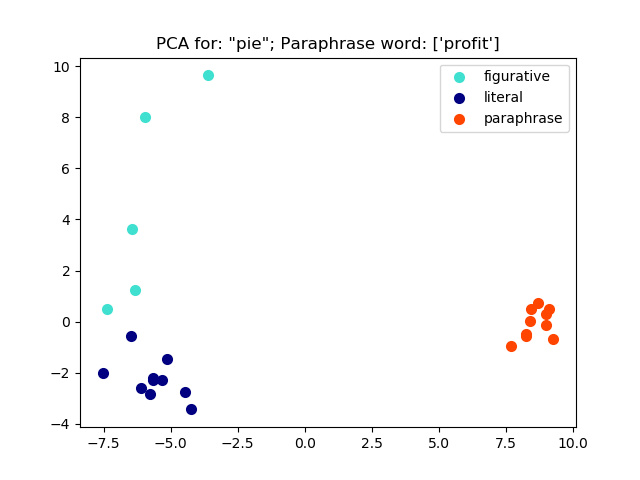 PCA for: "pie"; Paraphrase word: ['profit']
figurative
literal
paraphrase
10
8
6
4
2
0
−2
−4
−7.5 −5.0 −2.5 0.0 2.5 5.0 7.5 10.0